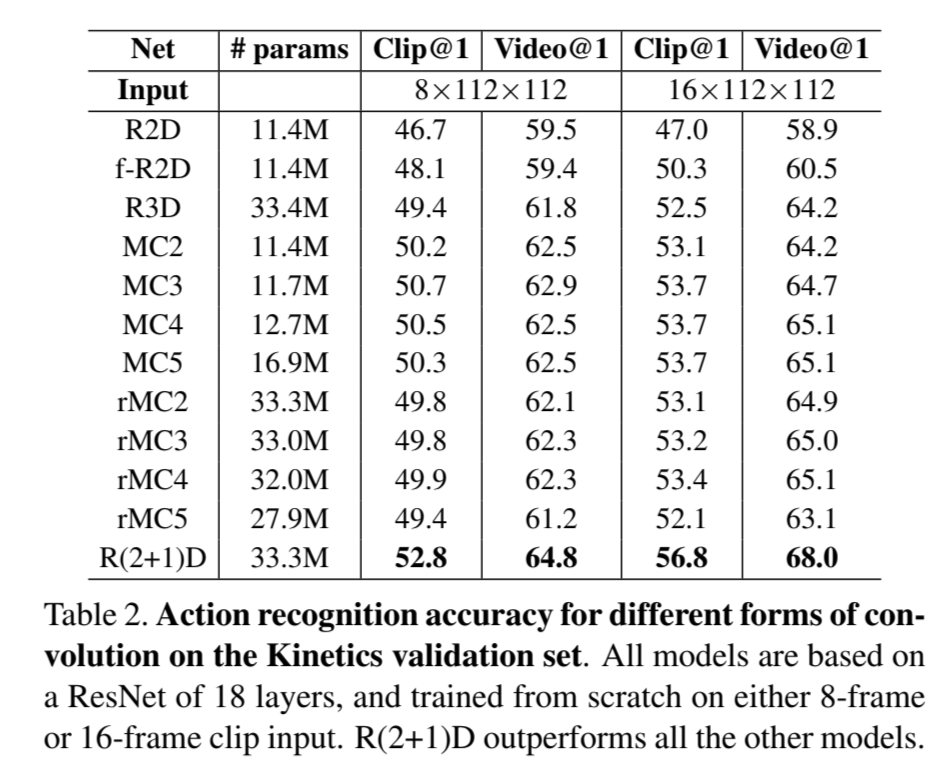 Net # params Clip@1 Video@1 Clip@1 Video@1
Input 8×112×112 16×112×112
R2D 11.4M 46.7 59.5 47.0 58.9
f-R2D 11.4M 48.1 59.4 50.3 60.5
R3D 33.4M 49.4 61.8 52.5 64.2
MC2 11.4M 50.2 62.5 53.1 64.2
MC3 11.7M 50.7 62.9 53.7 64.7
MC4 12.7M 50.5 62.5 53.7 65.1
MC5 16.9M 50.3 62.5 53.7 65.1
rMC2 33.3M 49.8 62.1 53.1 64.9
rMC3 33.0M 49.8 62.3 53.2 65.0
rMC4 32.0M 49.9 62.3 53.4 65.1
rMC5 27.9M 49.4 61.2 52.1 63.1
R(2+1)D 33.3M 52.8 64.8 56.8 68.0
Table 2. Action recognition accuracy for different forms of con-
volution on the Kinetics validation set. All models are based on
a ResNet of 18 layers, and trained from scratch on either 8-frame
or 16-frame clip input. R(2+1)D outperforms all the other models.